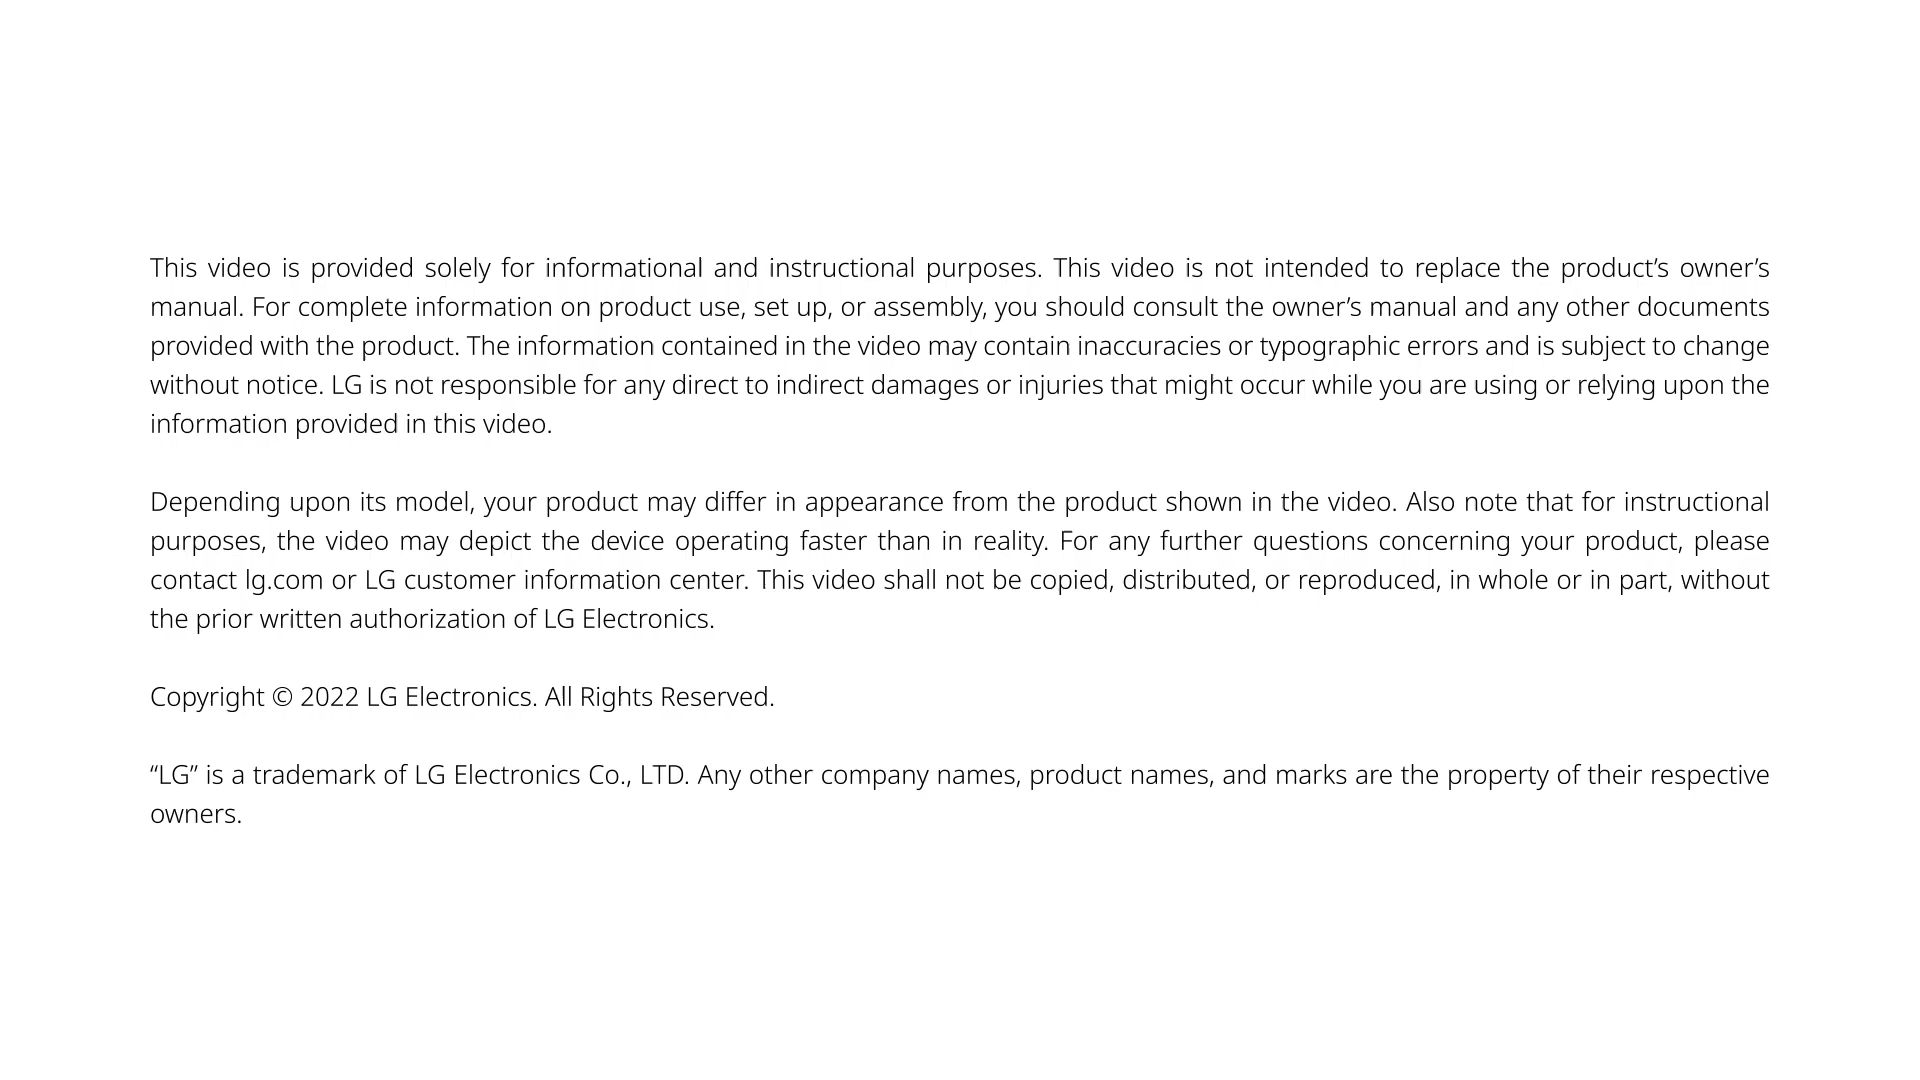 This video is provided solely for informational and instructional purposes. This video is not intended to replace the product’s owner’s
manual. For complete information on product use, set up, or assembly, you should consult the owner’s manual and any other documents
provided with the product. The information contained in the video may contain inaccuracies or typographic errors and is subject to change
without notice. LG is not responsible for any direct to indirect damages or injuries that might occur while you are using or relying upon the
information provided in this video.
Depending upon its model, your product may differ in appearance from the product shown in the video. Also note that for instructional
purposes, the video may depict the device operating faster than in reality. For any further questions concerning your product, please
contact lg.com or LG customer information center. This video shall not be copied, distributed, or reproduced, in whole or in part, without
the prior written authorization of LG Electronics.
Copyright © 2022 LG Electronics. All Rights Reserved.
“LG” is a trademark of LG Electronics Co., LTD. Any other company names, product names, and marks are the property of their respective
owners.